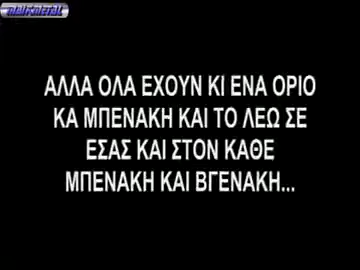 ΑΛΛΑ ΟΛΑ ΕΧΟΥΝ ΚΙ ΕΝΑ ΟΡΙΟ
ΚΑ ΜΠΕΝΑΚΗ ΚΑΙ ΤΟ ΛΕΩ ΣΕ
ΕΣΑΣ ΚΑΙ ΣΤΟΝ ΚΑΘΕ
ΜΠΕΝΑΚΗ ΚΑΙ ΒΓΕΝΑΚΗ...